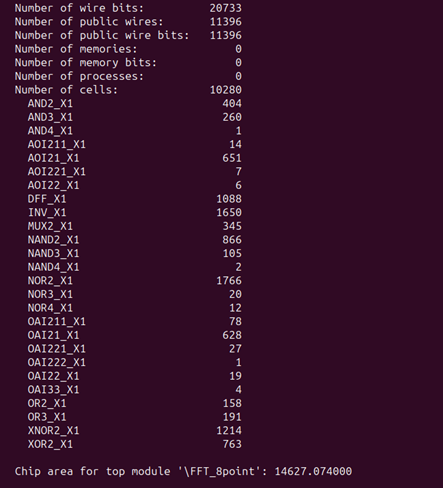 Number of wire bits: 20733
Number of public wires: 11396
Number of public wire bits: 11396
Number of memories: 0
Number of memory bits: 0
Number of processes: 0
Number of cells: 10280
AND2_X1 404
AND3_X1 260
AND4_X1 1
AOI211_X1 14
AOI21_X1 651
AOI221_X1 7
AOI22_X1 6
DFF_X1 1088
INV_X1 1650
MUX2_X1 345
NAND2_X1 866
NAND3_X1 105
NAND4_X1 2
NOR2_X1 1766
NOR3_X1 20
NOR4_X1 12
OAI211_X1 78
OAI21_X1 628
OAI221_X1 27
OAI222_X1 1
OAI22_X1 19
OAI33_X1 4
OR2_X1 158
OR3_X1 191
XNOR2_X1 1214
XOR2_X1 763
Chip area for top module '\FFT_8point': 14627.074000